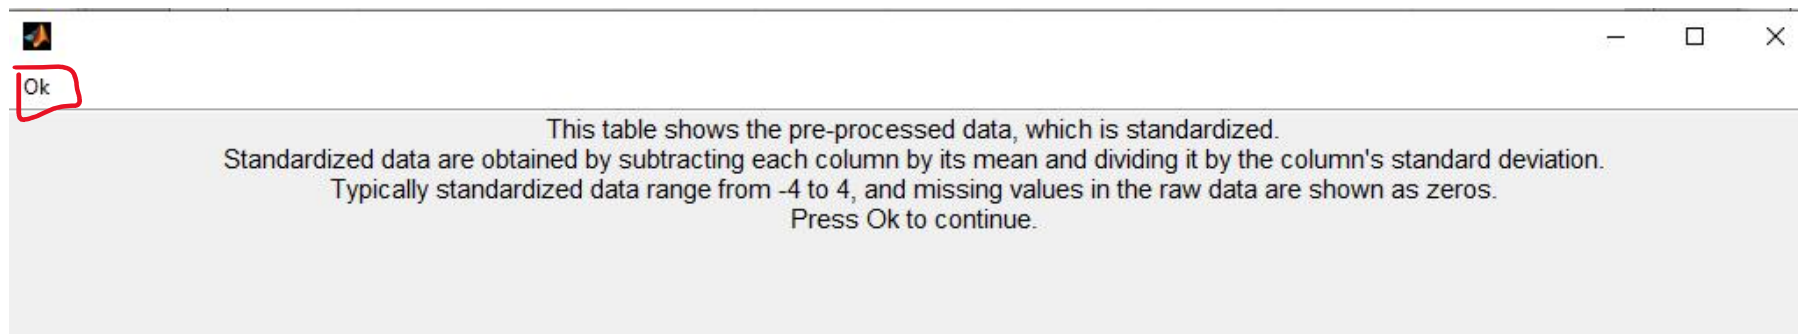 Ok
This table shows the pre-processed data, which is standardized.
Standardized data are obtained by subtracting each column by its mean and dividing it by the column's standard deviation.
Typically standardized data range from -4 to 4, and missing values in the raw data are shown as zeros.
Press Ok to continue.